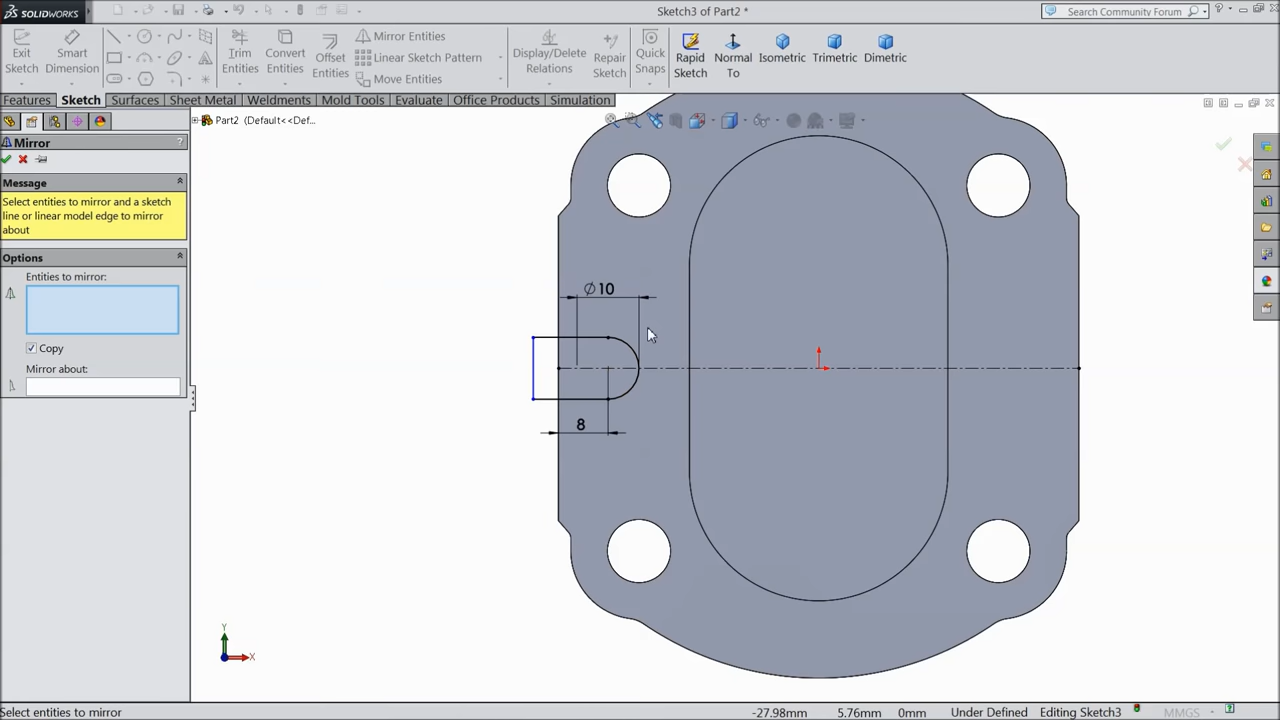 SOLIDWORKS
Sketch3 of Part2 *
Search Community Forum
Exit Sketch
Smart Dimension
Trim Entities
Convert Entities
Offset Entities
Mirror Entities
Linear Sketch Pattern
Move Entities
Display/Delete Relations
Repair Sketch
Quick Snaps
Rapid Sketch
Normal To
Isometric
Trimetric
Dimetric
Features
Sketch
Surfaces
Sheet Metal
Weldments
Mold Tools
Evaluate
Office Products
Simulation
Part2 (Default<<Def...
Mirror
?
Message
Select entities to mirror and a sketch
line or linear model edge to mirror
about
Options
Entities to mirror:
Copy
Mirror about:
∅10
8
Y
X
Select entities to mirror
-27.98mm
5.76mm
0mm
Under Defined
Editing Sketch3
MMGS